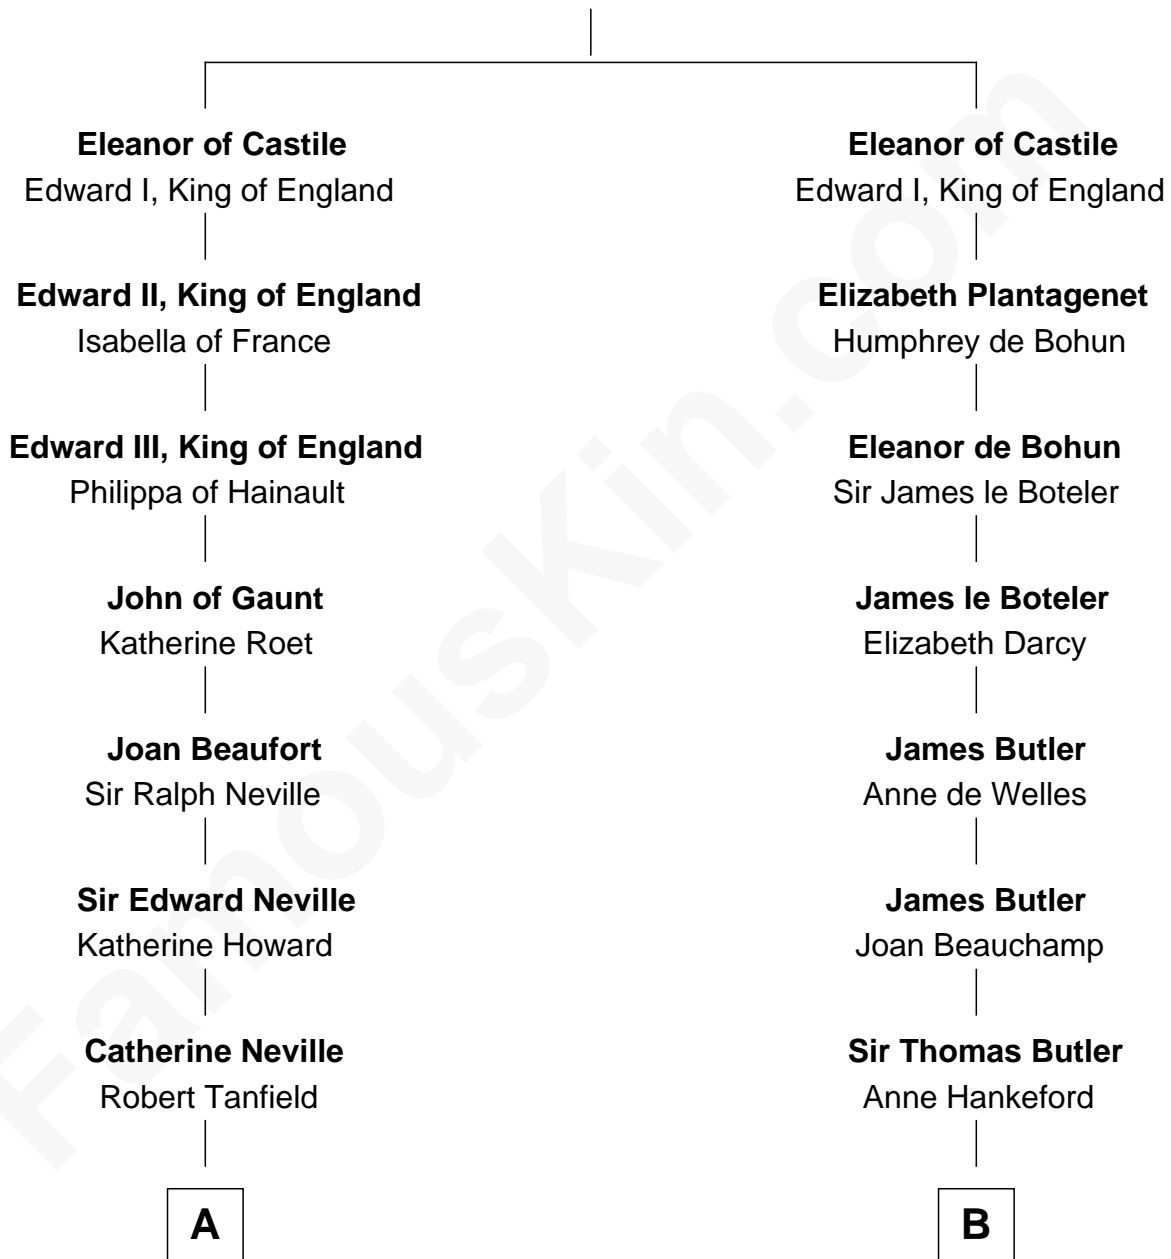 Eleanor of Castile
Edward I, King of England
Edward II, King of England
Isabella of France
Edward III, King of England
Philippa of Hainault
John of Gaunt
Katherine Roet
Joan Beaufort
Sir Ralph Neville
Sir Edward Neville
Katherine Howard
Catherine Neville
Robert Tanfield
A
Eleanor of Castile
Edward I, King of England
Elizabeth Plantagenet
Humphrey de Bohun
Eleanor de Bohun
Sir James le Boteler
James le Boteler
Elizabeth Darcy
James Butler
Anne de Welles
James Butler
Joan Beauchamp
Sir Thomas Butler
Anne Hankeford
B
FamousKin.com